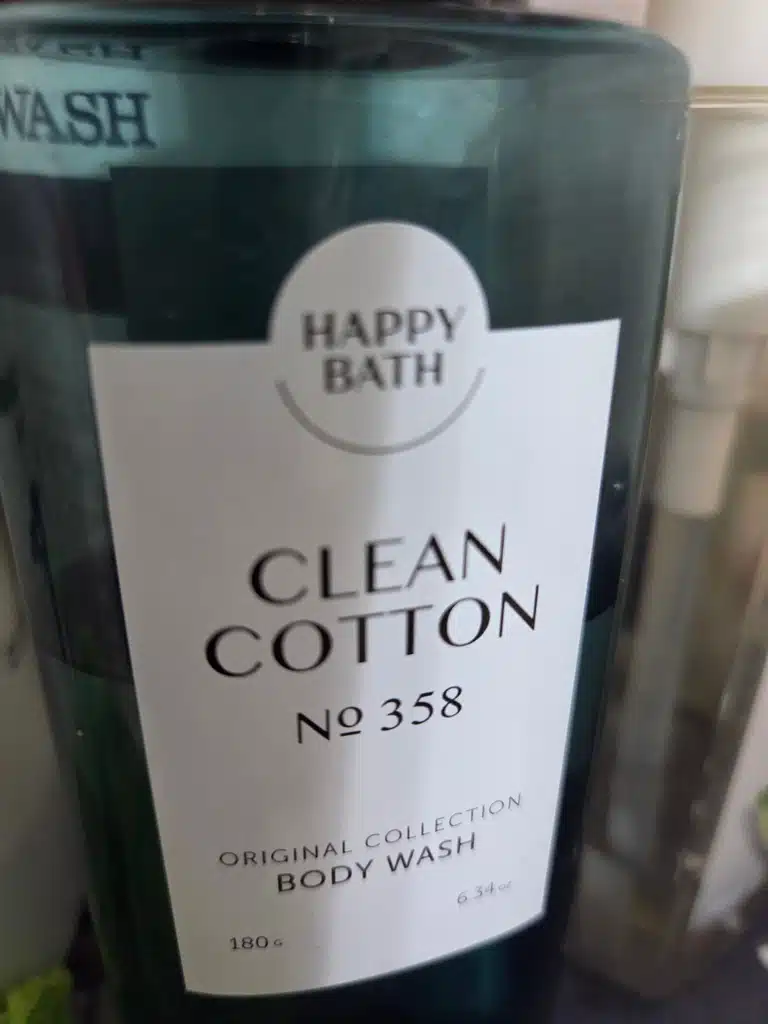 WASH
HAPPY
BATH
CLEAN
COTTON
Nº 358
ORIGINAL COLLECTION
BODY WASH
6.34 oz
180 G